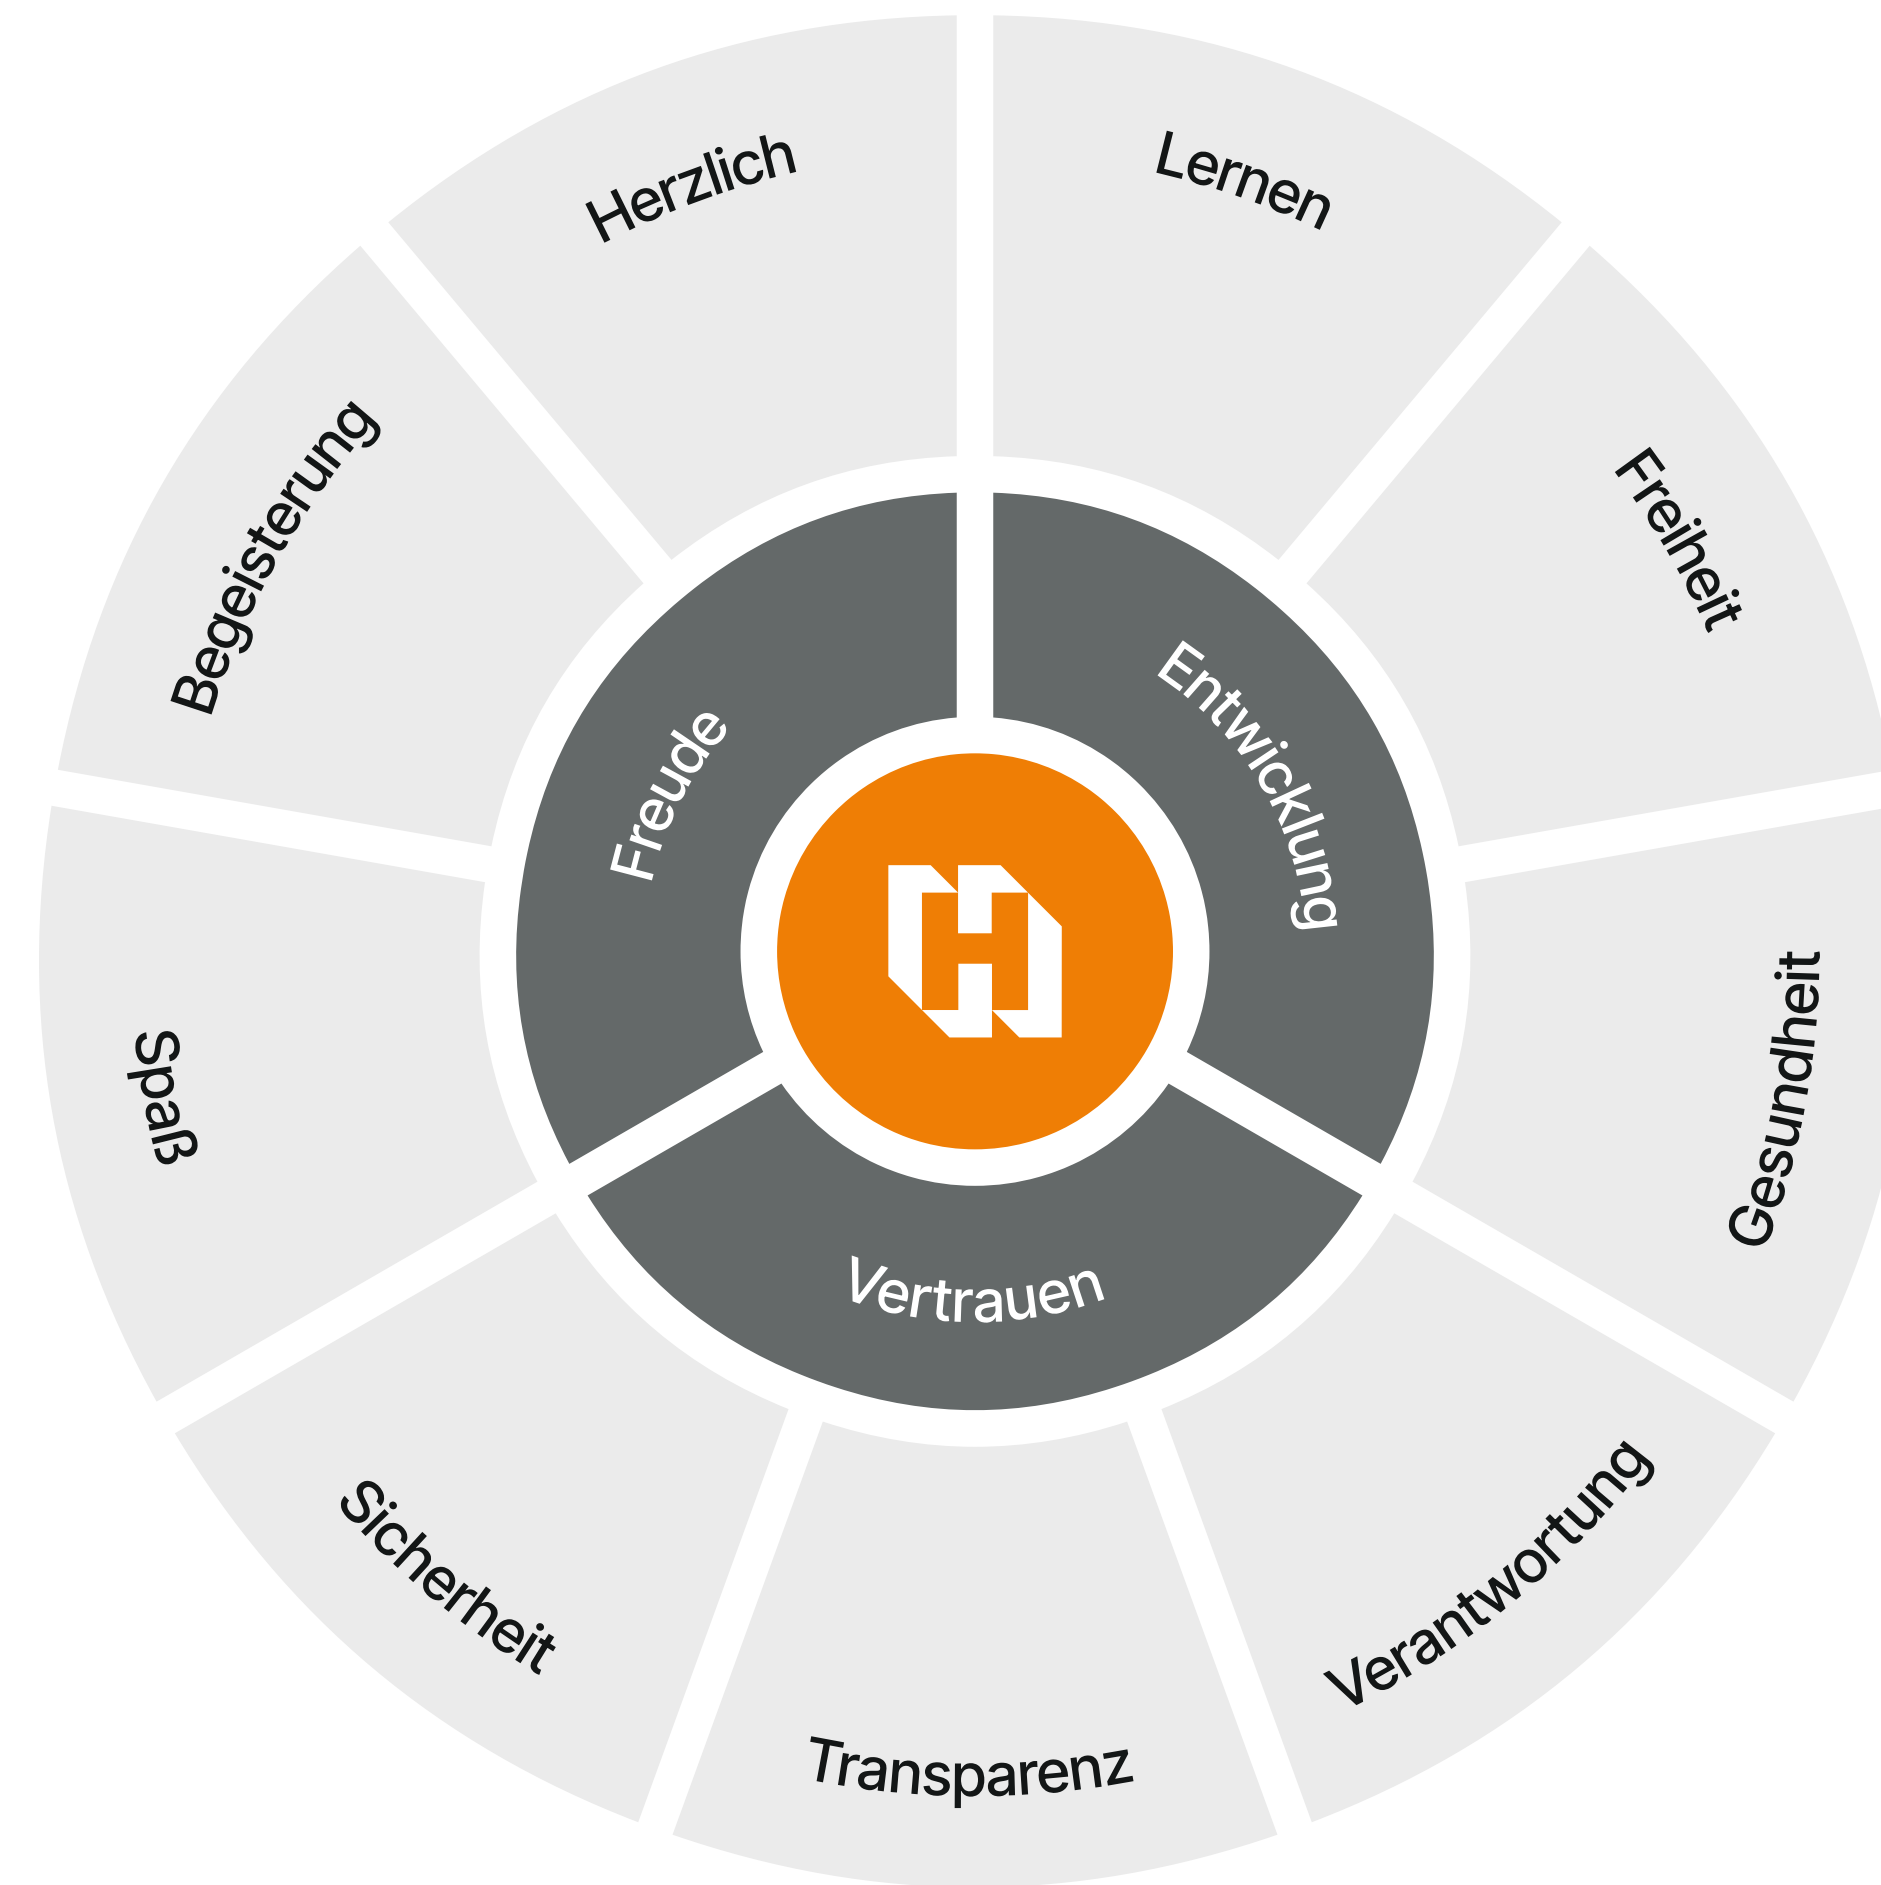 Herzlich
Lernen
Freiheit
Gesundheit
Verantwortung
Transparenz
Sicherheit
Spaß
Begeisterung
Freude
Entwicklung
Vertrauen
H